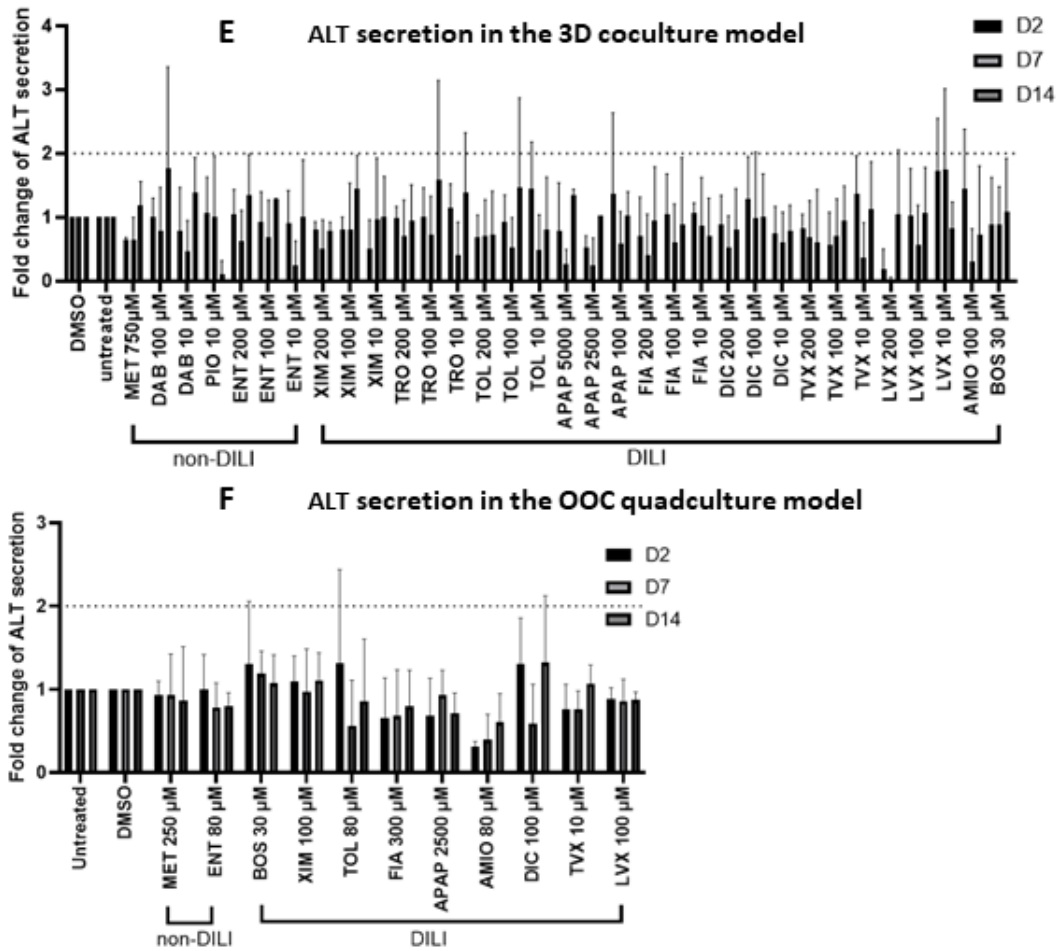 E ALT secretion in the 3D coculture model
Fold change of ALT secretion
4
3
2
1
0
D2
D7
D14
DMSO
untreated
MET 750μM
DAB 100 μM
DAB 10 μM
PIO 10 μM
ENT 200 μM
ENT 100 μM
ENT 10 μM
XIM 200 μM
XIM 100 μM
XIM 10 μM
TRO 200 μM
TRO 100 μM
TRO 10 μM
TOL 200 μM
TOL 100 μM
TOL 10 μM
APAP 5000 μM
APAP 2500 μM
APAP 100 μM
FIA 200 μM
FIA 100 μM
FIA 10 μM
DIC 200 μM
DIC 100 μM
DIC 10 μM
TVX 200 μM
TVX 100 μM
TVX 10 μM
LVX 200 μM
LVX 100 μM
LVX 10 μM
AMIO 100 μM
BOS 30 μM
non-DILI
DILI
F ALT secretion in the OOC quadculture model
Fold change of ALT secretion
3
2
1
0
D2
D7
D14
Untreated
DMSO
MET 250 μM
ENT 80 μM
BOS 30 μM
XIM 100 μM
TOL 80 μM
FIA 300 μM
APAP 2500 μM
AMIO 80 μM
DIC 100 μM
TVX 10 μM
LVX 100 μM
non-DILI
DILI